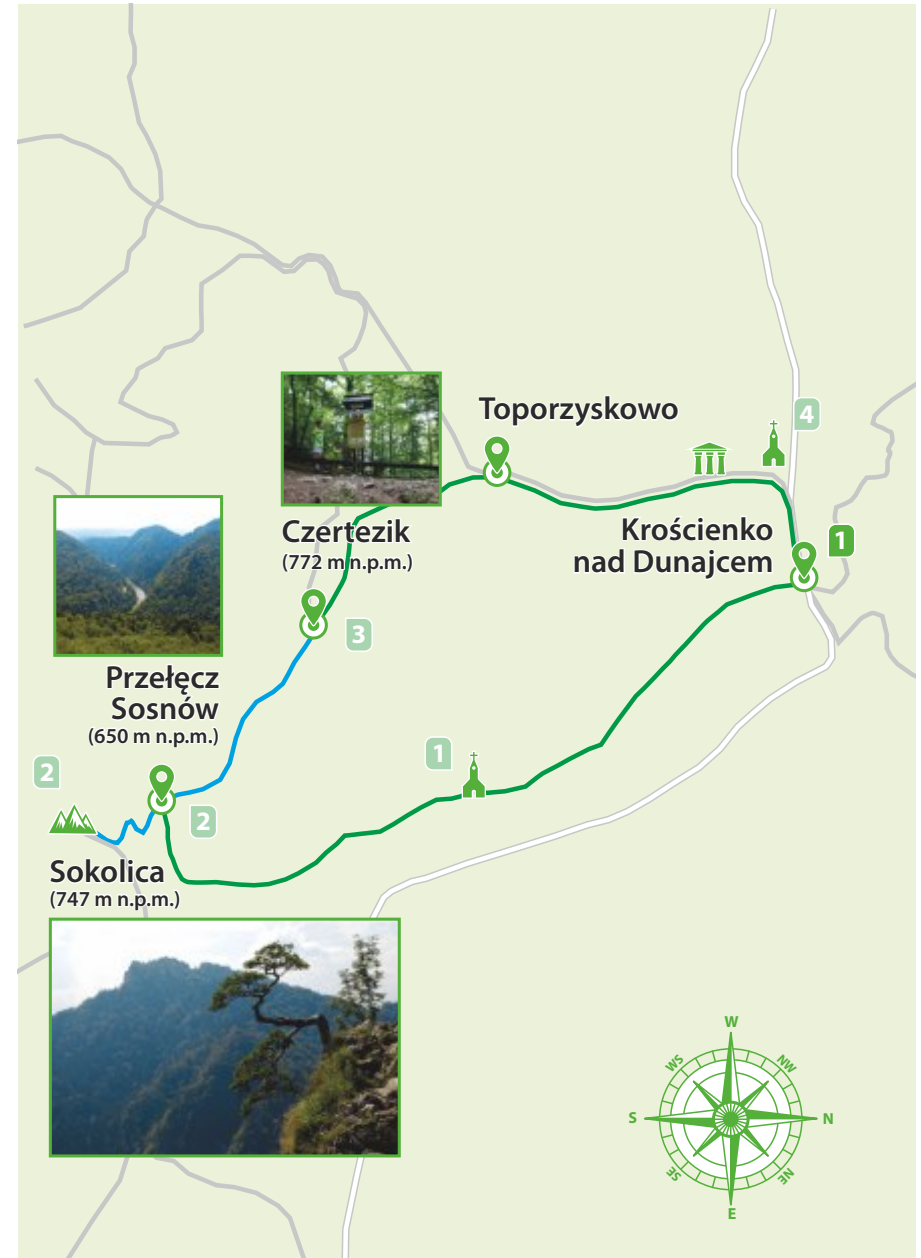 Toporzyskowo
4
Krościenko
nad Dunajcem
1
Czertezik
(772 m n.p.m.)
3
Przełęcz
Sosnów
(650 m n.p.m.)
1
2
2
Sokolica
(747 m n.p.m.)
W
WS
NW
S
N
SE
NE
E